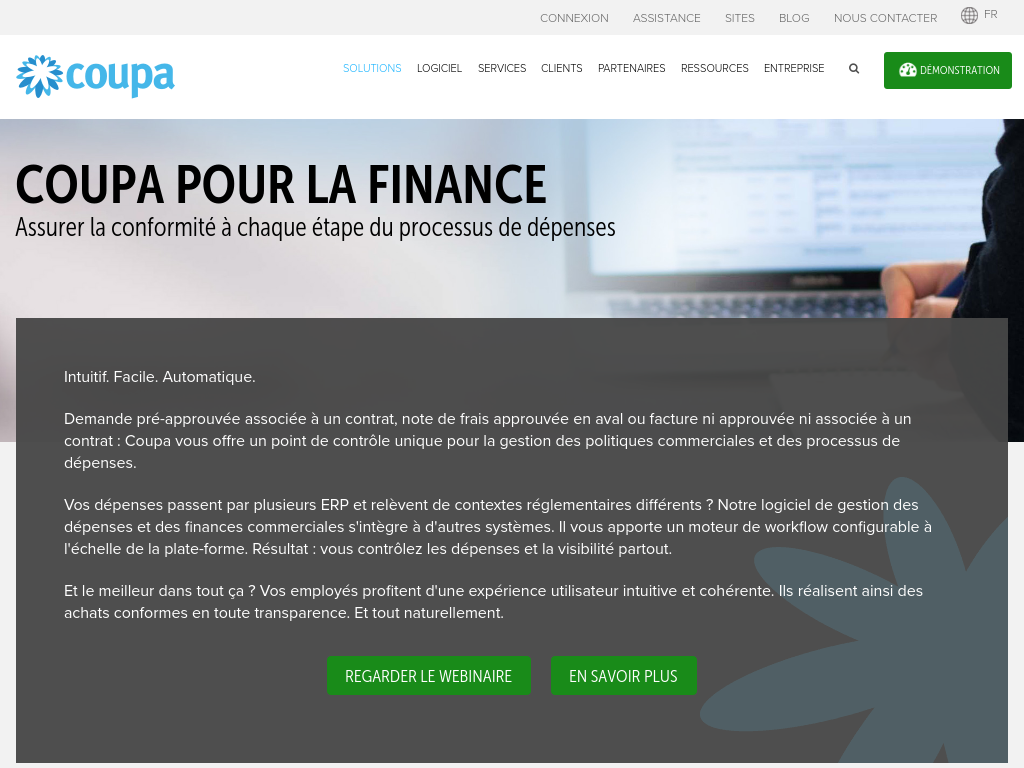 CONNEXION ASSISTANCE SITES BLOG NOUS CONTACTER FR
coupa
SOLUTIONS LOGICIEL SERVICES CLIENTS PARTENAIRES RESSOURCES ENTREPRISE DÉMONSTRATION
COUPA POUR LA FINANCE
Assurer la conformité à chaque étape du processus de dépenses
Intuitif. Facile. Automatique.
Demande pré-approuvée associée à un contrat, note de frais approuvée en aval ou facture ni approuvée ni associée à un
contrat : Coupa vous offre un point de contrôle unique pour la gestion des politiques commerciales et des processus de
dépenses.
Vos dépenses passent par plusieurs ERP et relèvent de contextes réglementaires différents ? Notre logiciel de gestion des
dépenses et des finances commerciales s'intègre à d'autres systèmes. Il vous apporte un moteur de workflow configurable à
l'échelle de la plate-forme. Résultat : vous contrôlez les dépenses et la visibilité partout.
Et le meilleur dans tout ça ? Vos employés profitent d'une expérience utilisateur intuitive et cohérente. Ils réalisent ainsi des
achats conformes en toute transparence. Et tout naturellement.
REGARDER LE WEBINAIRE EN SAVOIR PLUS